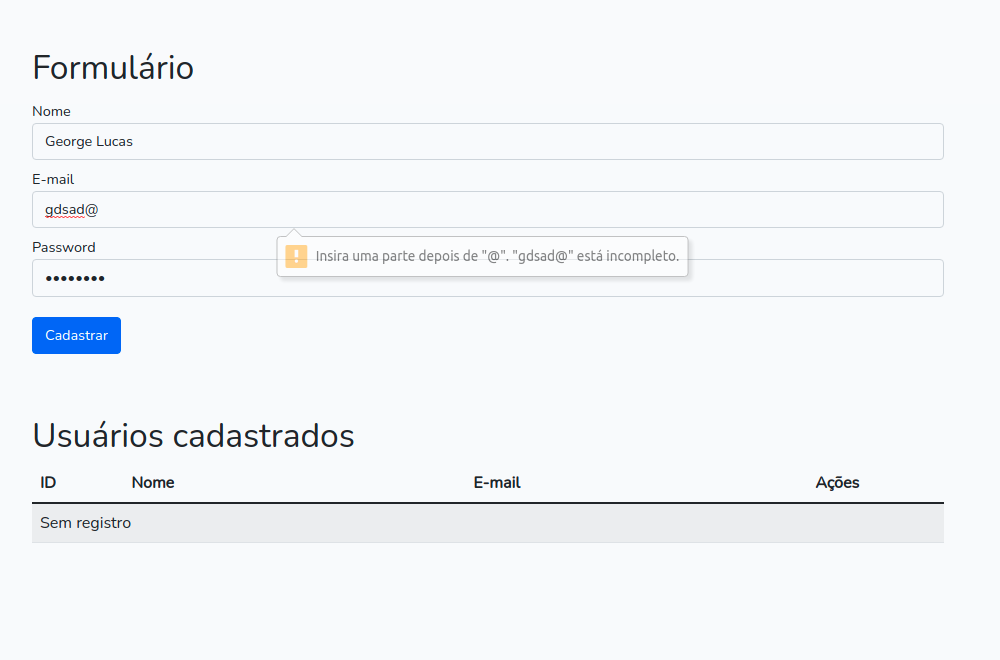 Formulário
Nome
George Lucas
E-mail
gdsad@
Password
Insira uma parte depois de "@". "gdsad@" está incompleto.
••••••••
Cadastrar
Usuários cadastrados
ID Nome E-mail Ações
Sem registro